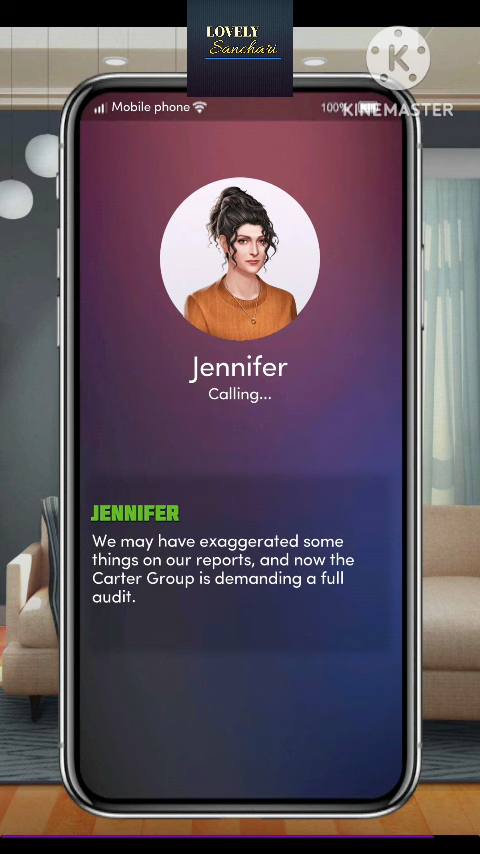 LOVELY
Sanchari
Mobile phone
100%
KINEMASTER
Jennifer
Calling...
JENNIFER
We may have exaggerated some
things on our reports, and now the
Carter Group is demanding a full
audit.